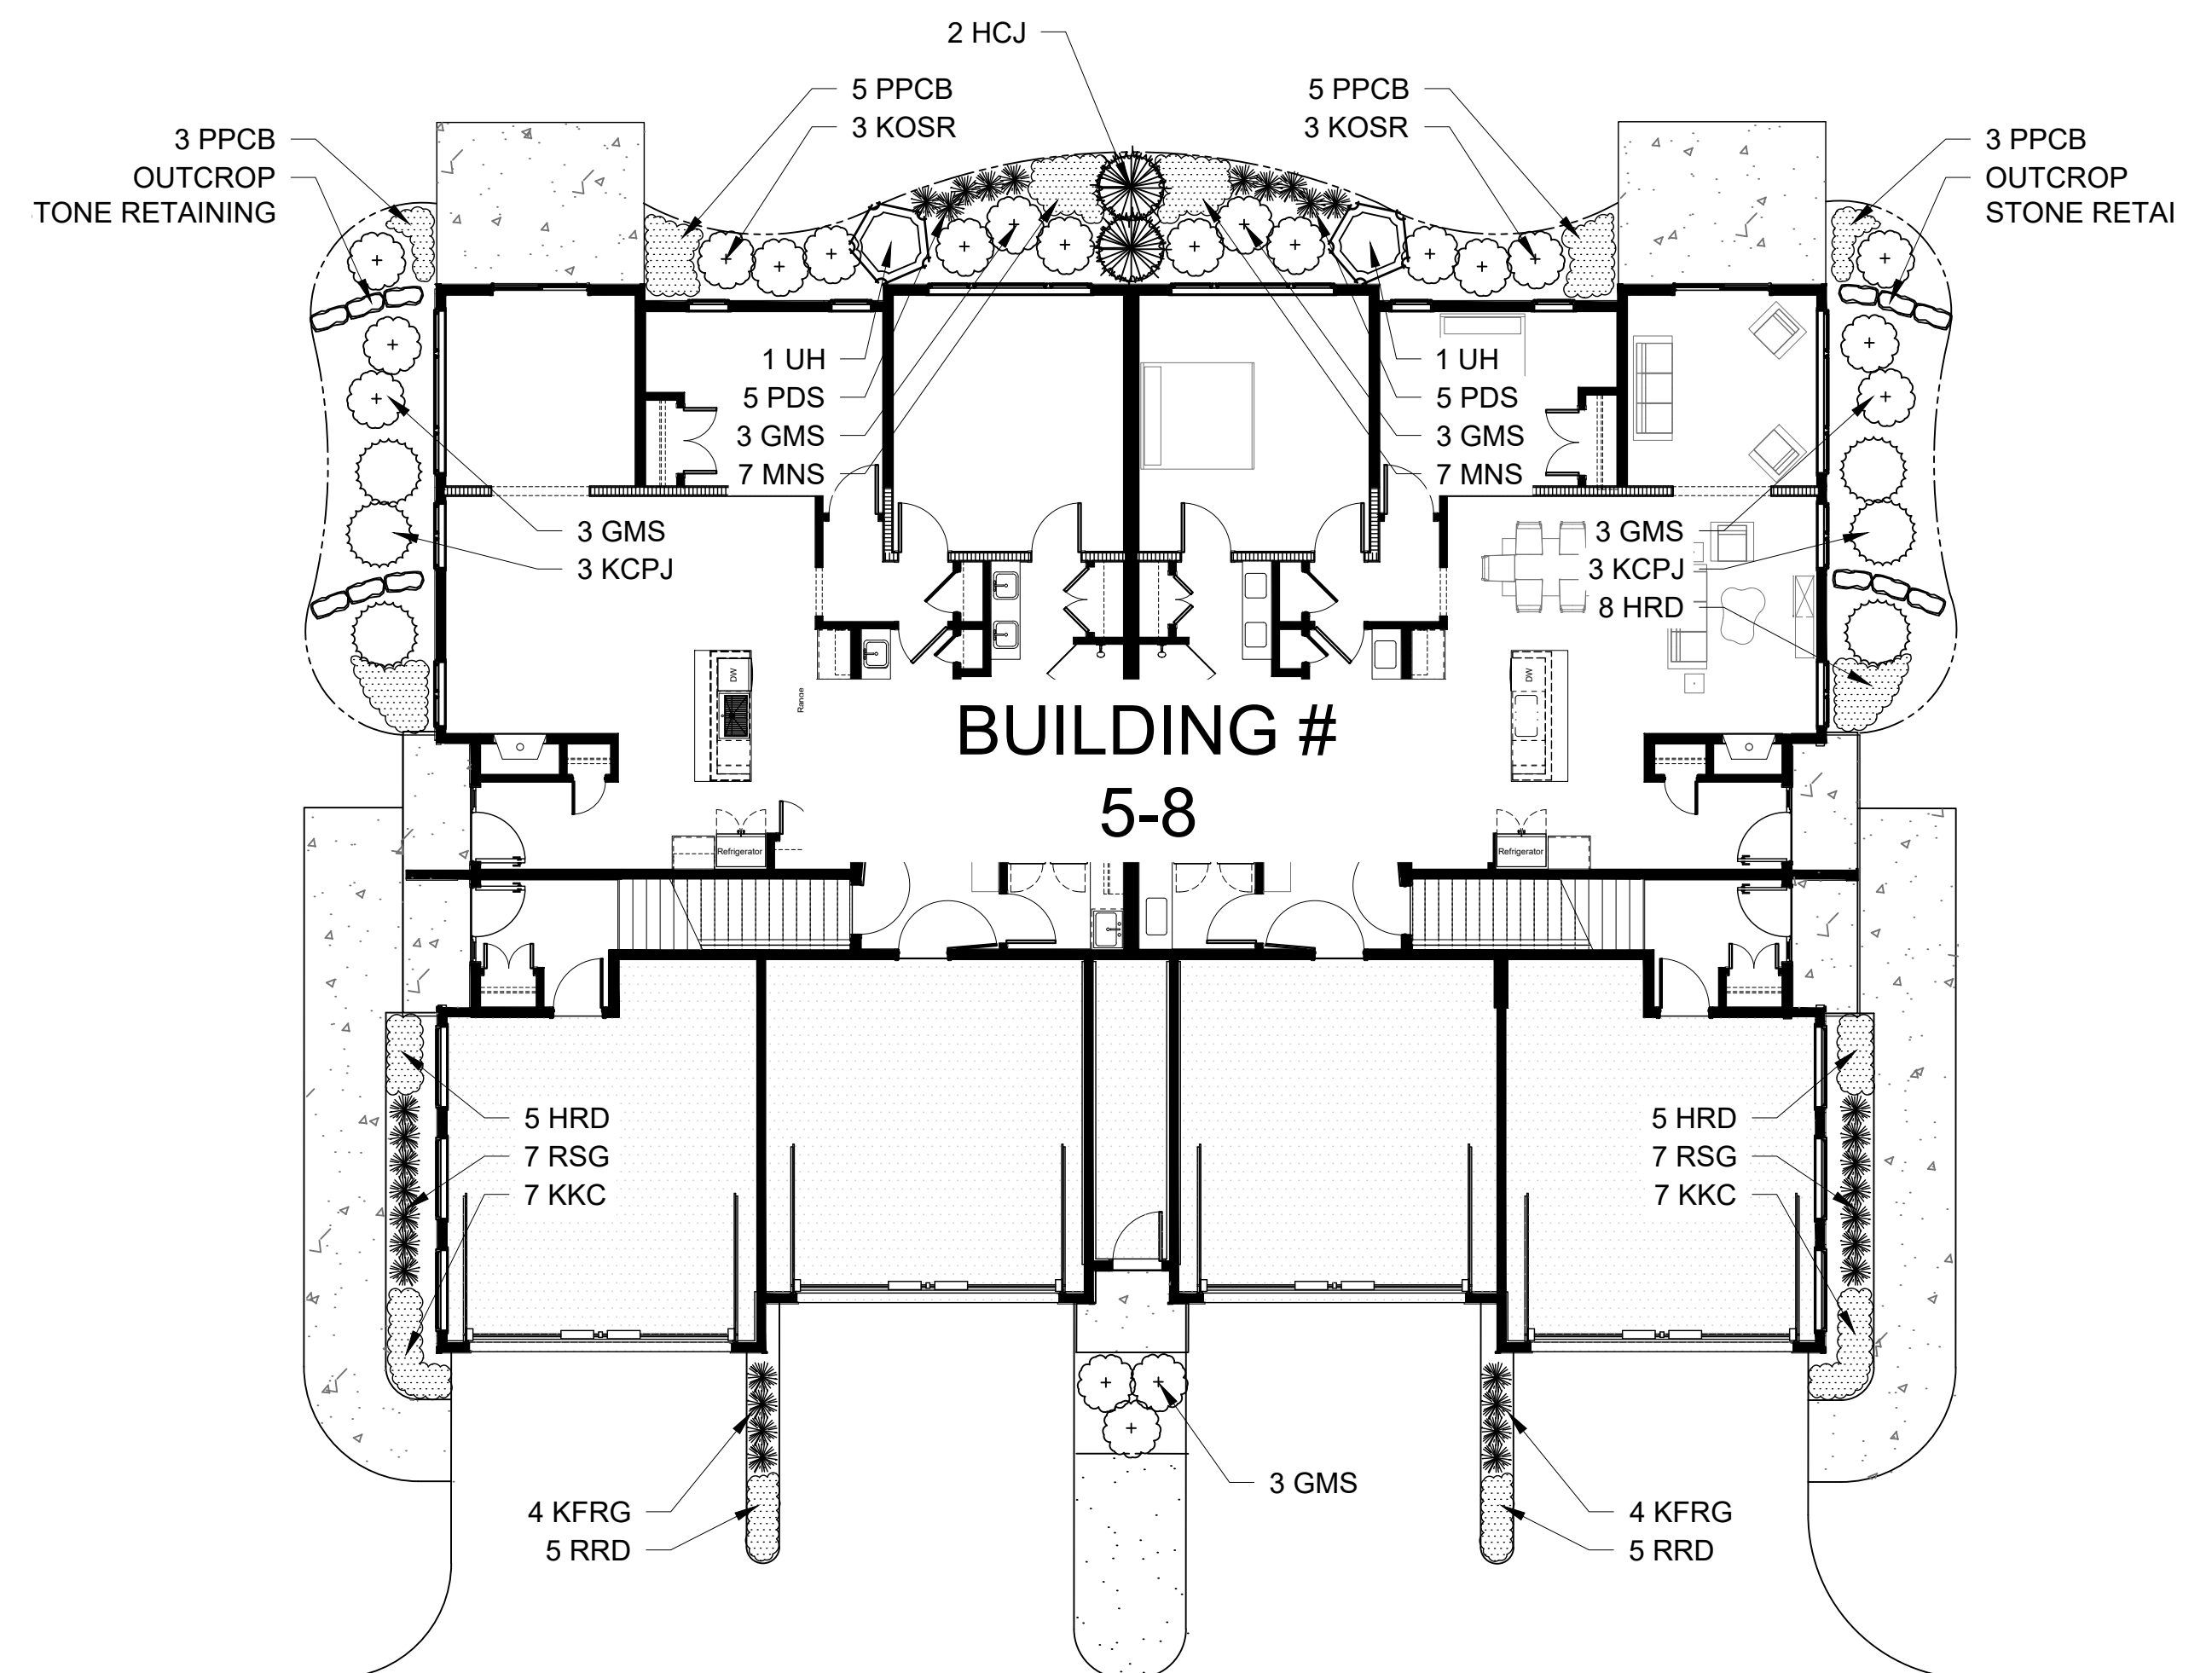 2 HCJ
5 PPCB
3 KOSR
5 PPCB
3 KOSR
3 PPCB
OUTCROP
TONE RETAINING
3 PPCB
OUTCROP
STONE RETAI
1 UH
5 PDS
3 GMS
7 MNS
1 UH
5 PDS
3 GMS
7 MNS
3 GMS
3 KCPJ
3 GMS
3 KCPJ
8 HRD
DW
Range
DW
BUILDING #
5-8
Refrigerator
Refrigerator
5 HRD
7 RSG
7 KKC
5 HRD
7 RSG
7 KKC
3 GMS
4 KFRG
5 RRD
4 KFRG
5 RRD